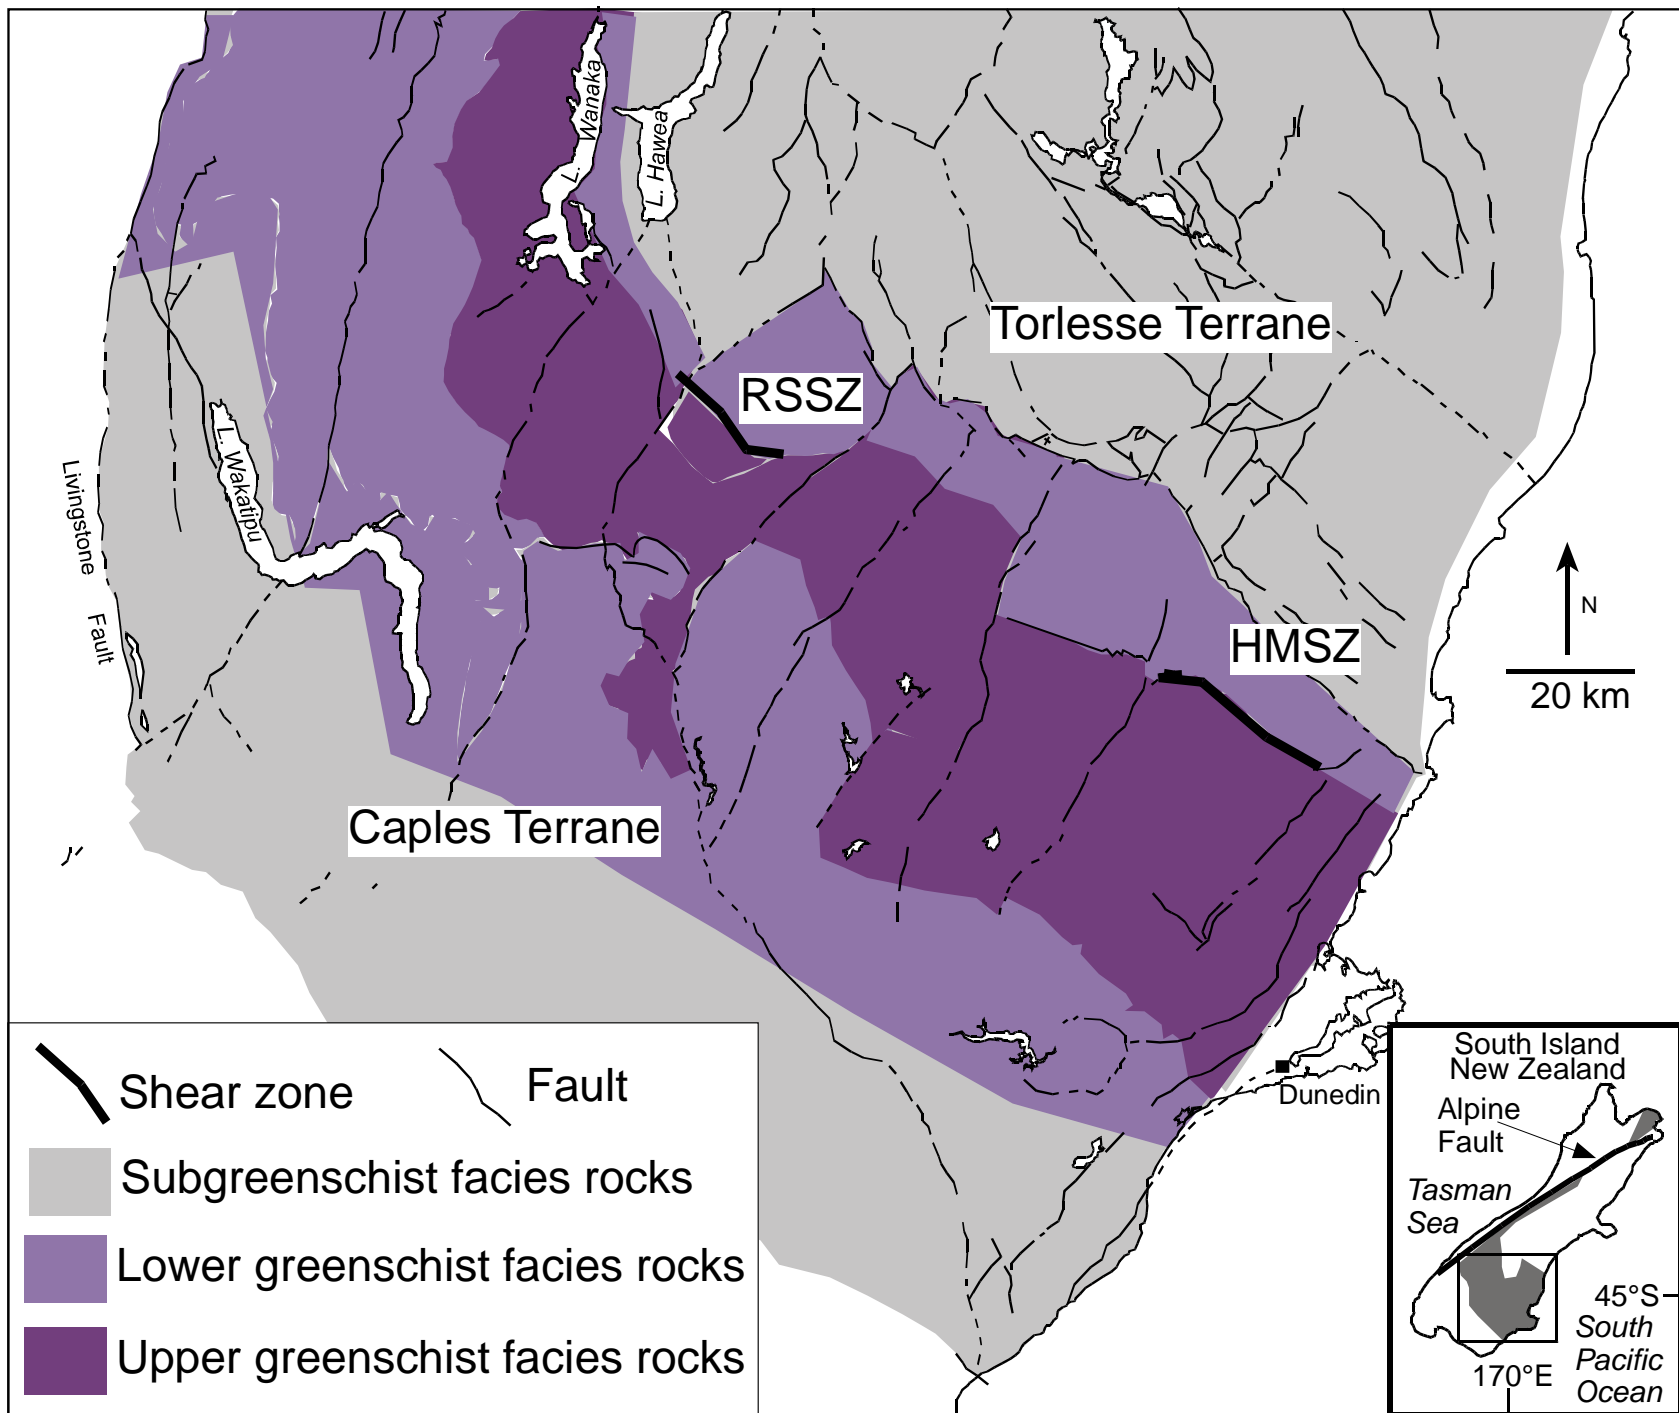 L. Wanaka
L. Hawea
Torlesse Terrane
RSSZ
L. Wakatipu
Livingstone
Fault
N
HMSZ
20 km
Caples Terrane
Shear zone
Fault
Subgreenschist facies rocks
Lower greenschist facies rocks
Upper greenschist facies rocks
Dunedin
South Island
New Zealand
Alpine
Fault
Tasman
Sea
45°S
South
Pacific
Ocean
170°E